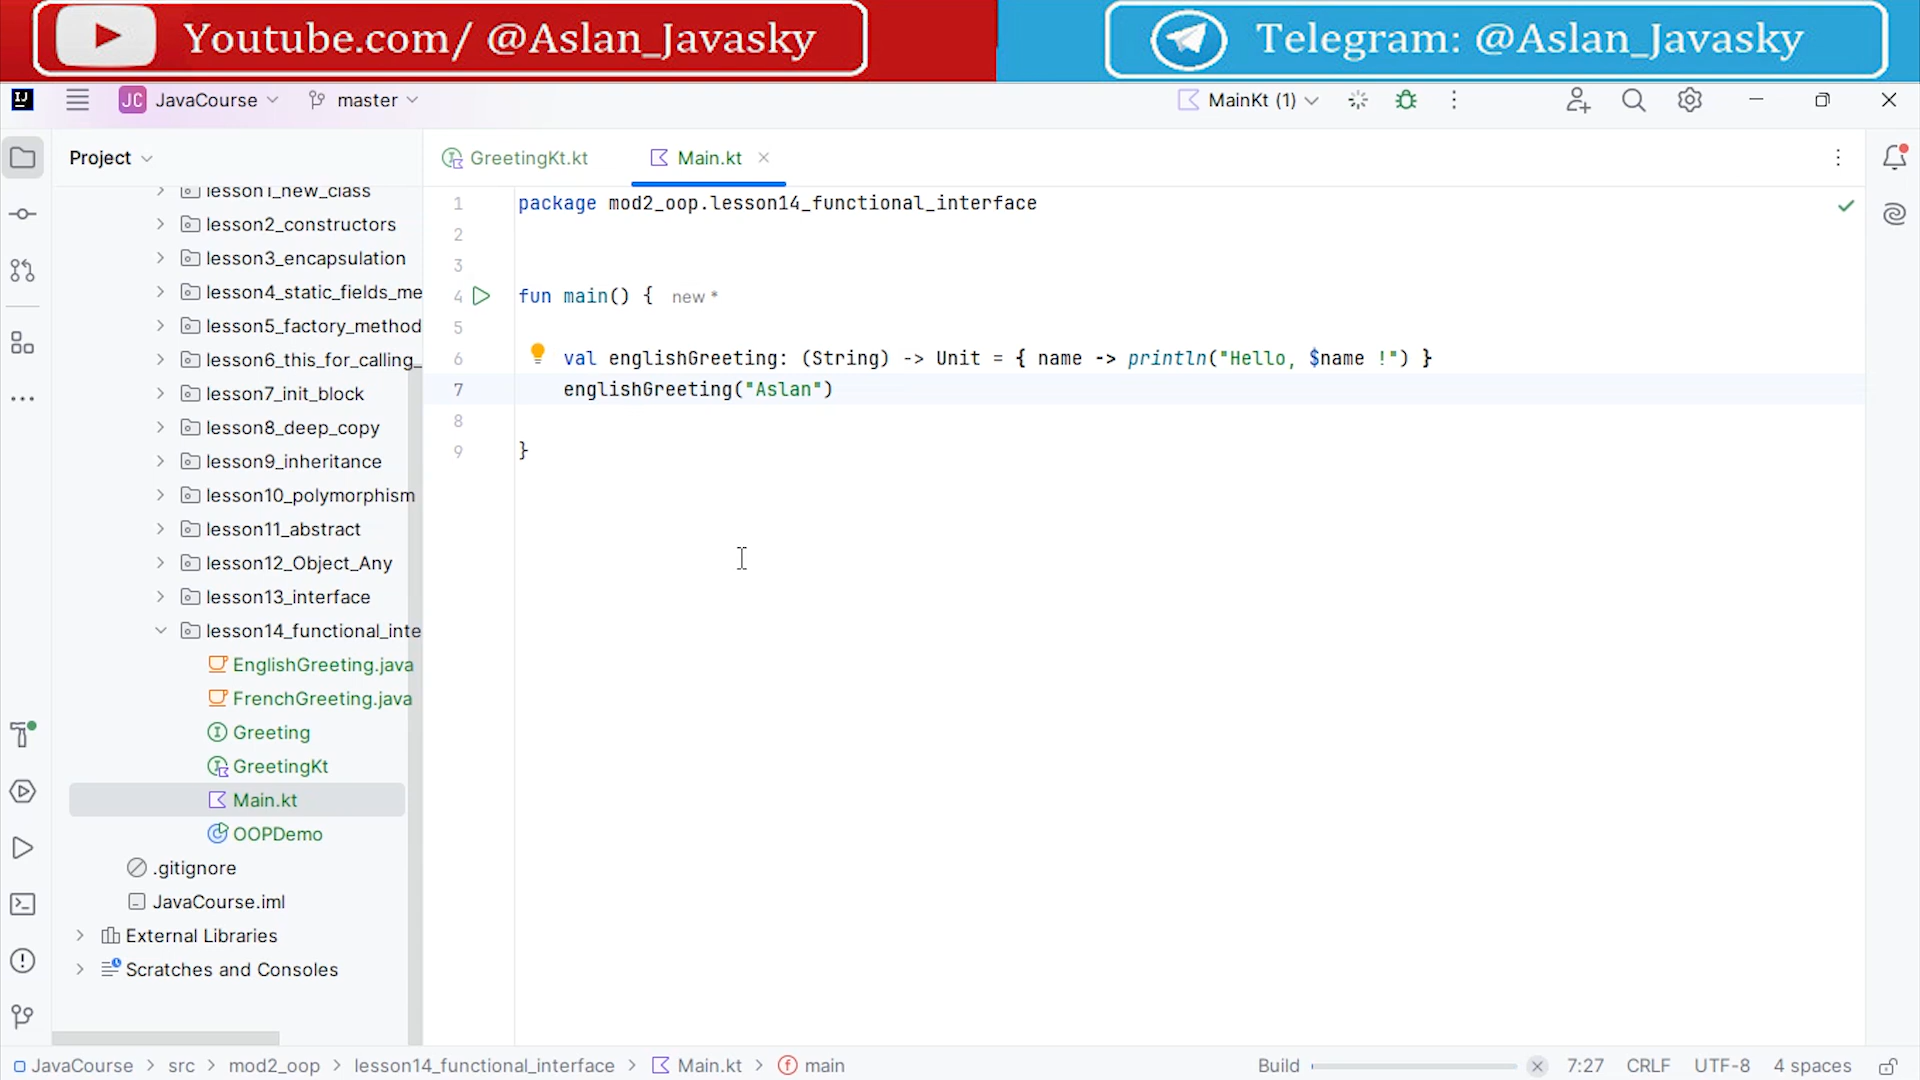 Youtube.com/ @Aslan_Javasky
Telegram: @Aslan_Javasky
JC JavaCourse
master
MainKt (1)
Project
lesson1_new_class
lesson2_constructors
lesson3_encapsulation
lesson4_static_fields_me
lesson5_factory_method
lesson6_this_for_calling_
lesson7_init_block
lesson8_deep_copy
lesson9_inheritance
lesson10_polymorphism
lesson11_abstract
lesson12_Object_Any
lesson13_interface
lesson14_functional_inte
EnglishGreeting.java
FrenchGreeting.java
Greeting
GreetingKt
Main.kt
OOPDemo
.gitignore
JavaCourse.iml
External Libraries
Scratches and Consoles
GreetingKt.kt
Main.kt
1 package mod2_oop.lesson14_functional_interface
2
3
4 fun main() { new *
5
6 val englishGreeting: (String) -> Unit = { name -> println("Hello, $name !") }
7 englishGreeting("Aslan")
8
9 }
JavaCourse > src > mod2_oop > lesson14_functional_interface > Main.kt > main
Build
7:27 CRLF UTF-8 4 spaces